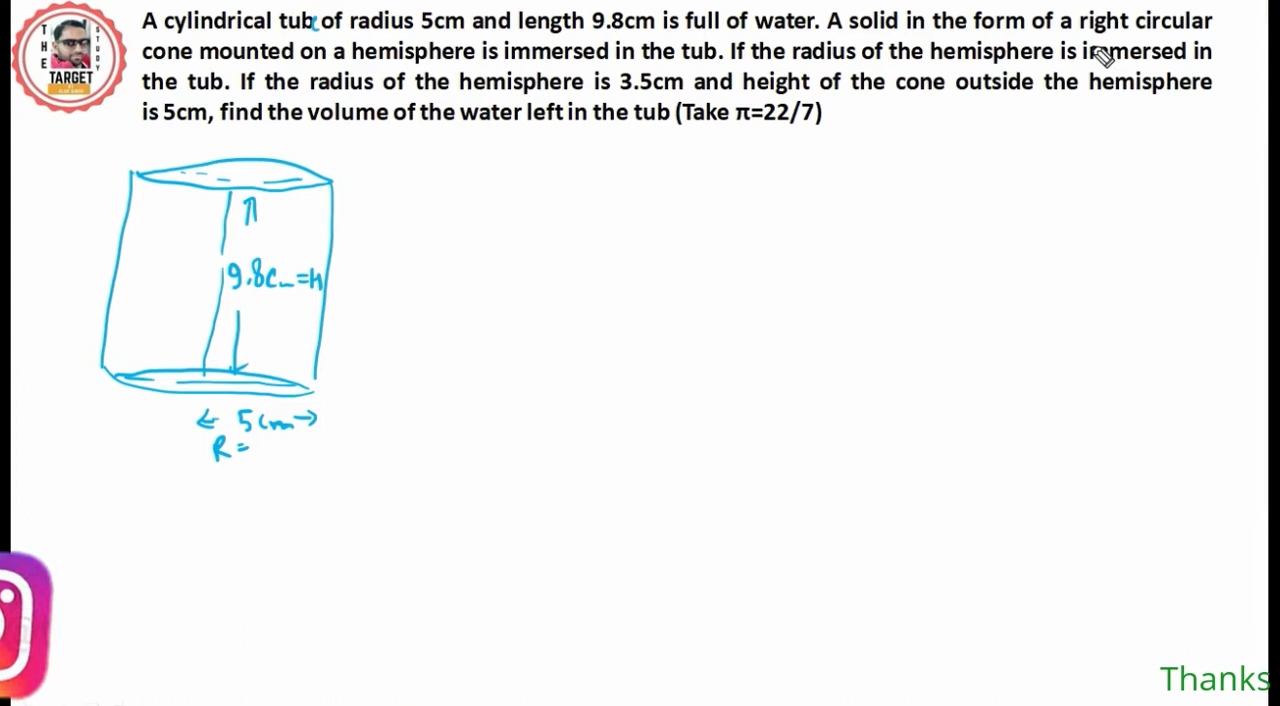 A cylindrical tub of radius 5cm and length 9.8cm is full of water. A solid in the form of a right circular
cone mounted on a hemisphere is immersed in the tub. If the radius of the hemisphere is immersed in
the tub. If the radius of the hemisphere is 3.5cm and height of the cone outside the hemisphere
is 5cm, find the volume of the water left in the tub (Take π=22/7)
THE
STUDY
TARGET
9.8cm=H
5cm
R=
Thanks